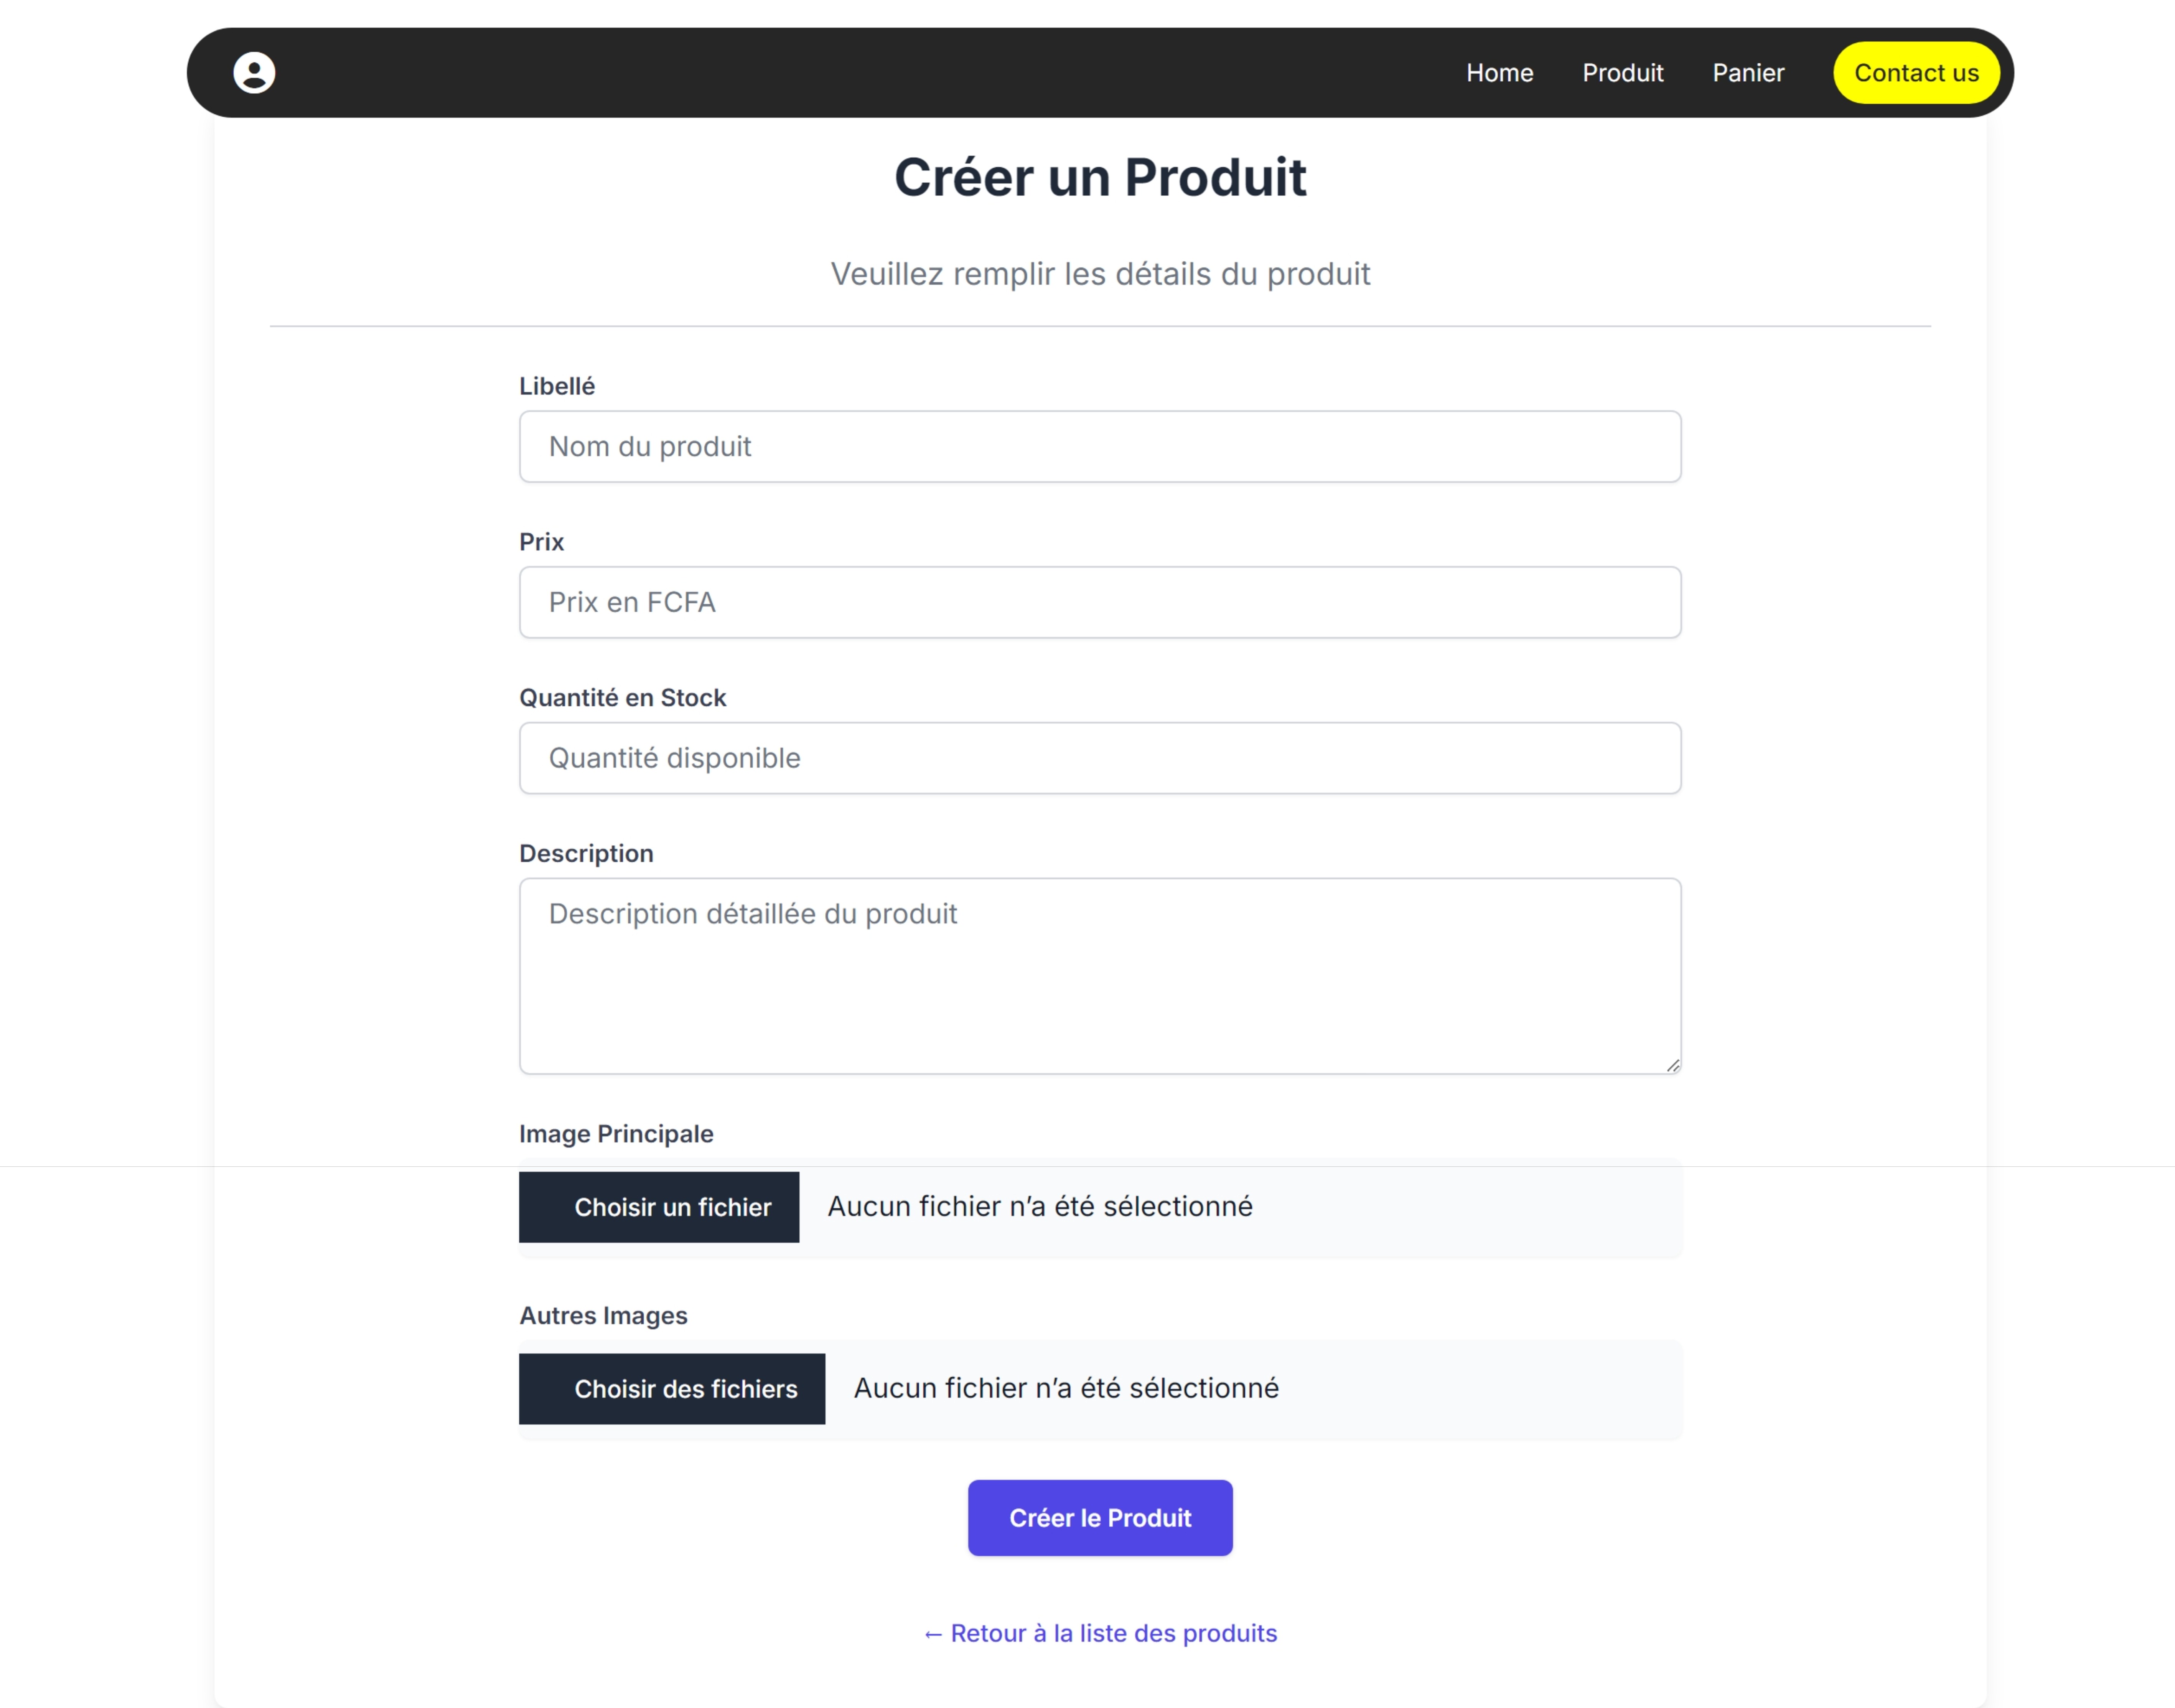 Home
Produit
Panier
Contact us
Créer un Produit
Veuillez remplir les détails du produit
Libellé
Nom du produit
Prix
Prix en FCFA
Quantité en Stock
Quantité disponible
Description
Description détaillée du produit
Image Principale
Choisir un fichier
Aucun fichier n’a été sélectionné
Autres Images
Choisir des fichiers
Aucun fichier n’a été sélectionné
Créer le Produit
← Retour à la liste des produits